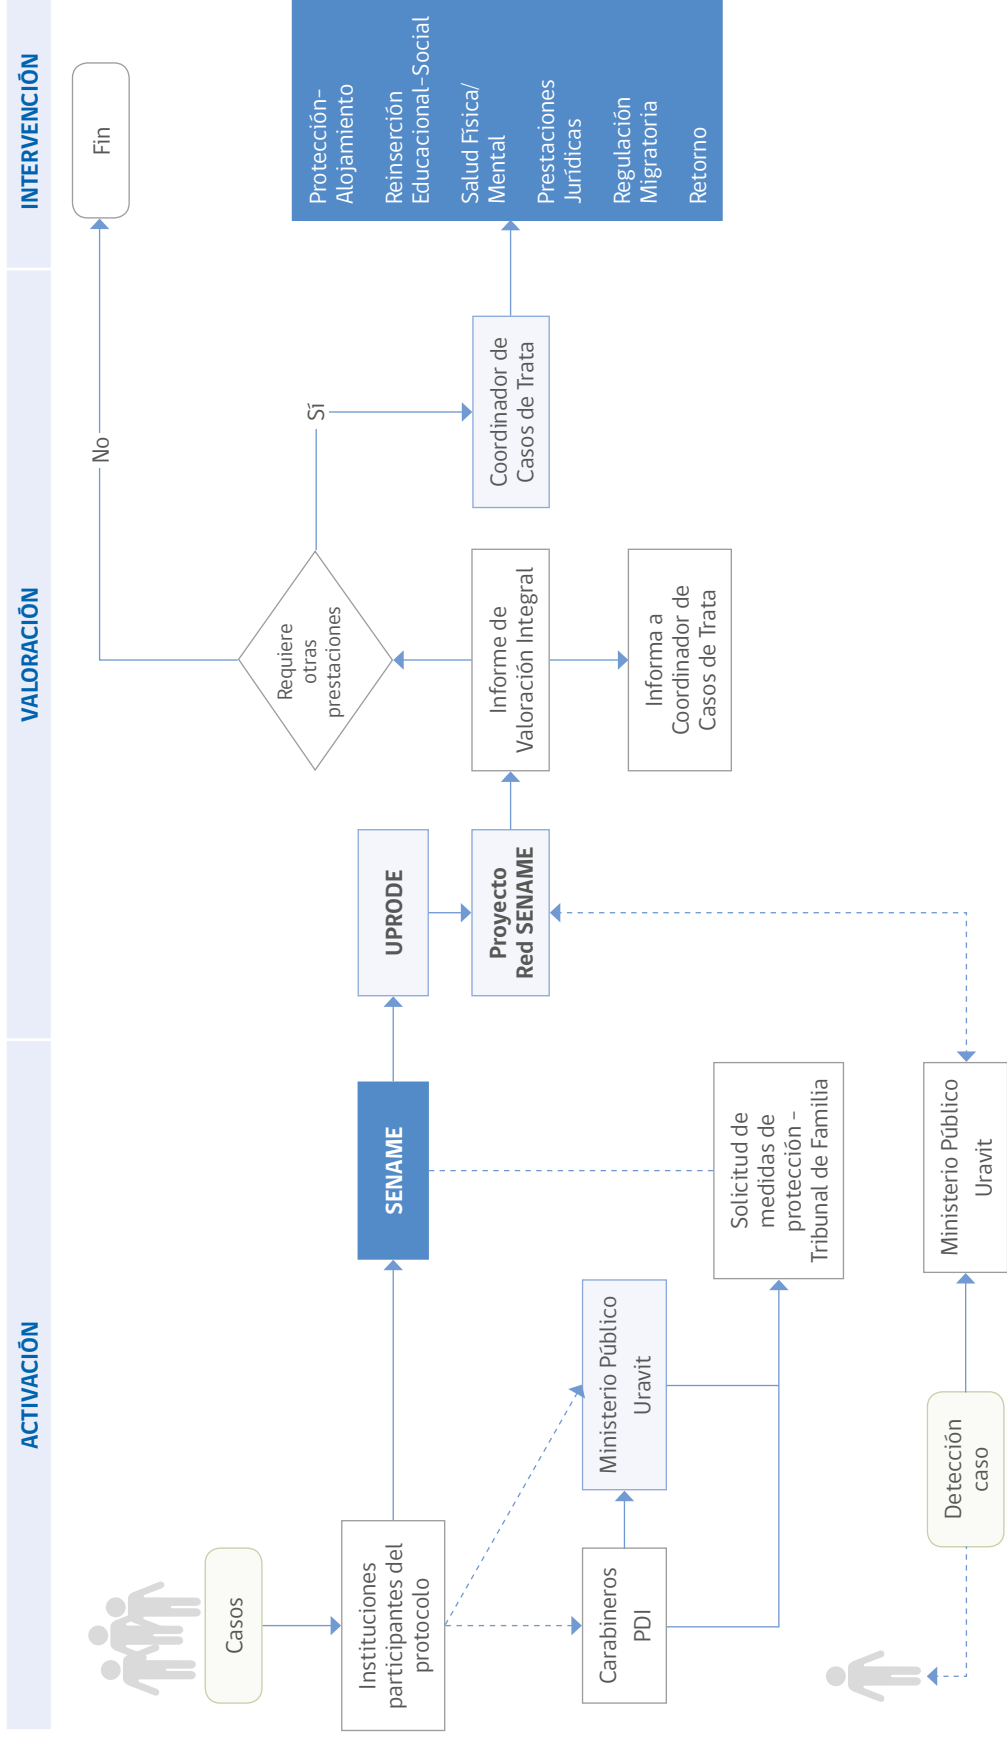 ACTIVACIÓN
VALORACIÓN
INTERVENCIÓN
Casos
Instituciones
participantes del
protocolo
Carabineros
PDI
Ministerio Público
Uravit
SENAME
Solicitud de
medidas de
protección –
Tribunal de Familia
Detección
caso
Ministerio Público
Uravit
UPRODE
Proyecto
Red SENAME
Informe de
Valoración Integral
Informa a
Coordinador de
Casos de Trata
Requiere
otras
prestaciones
No
Sí
Coordinador de
Casos de Trata
Fin
Protección–
Alojamiento
Reinserción
Educacional–Social
Salud Física/
Mental
Prestaciones
Jurídicas
Regulación
Migratoria
Retorno